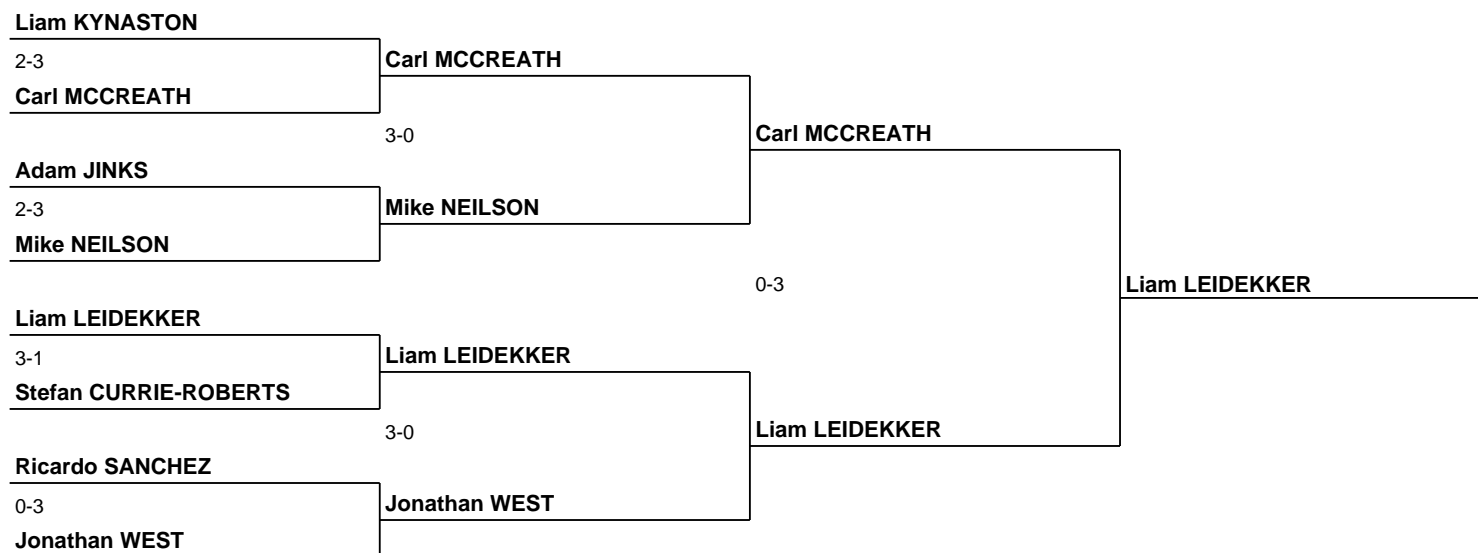 Liam KYNASTON
2-3
Carl MCCREATH
Carl MCCREATH
3-0
Carl MCCREATH
Adam JINKS
2-3
Mike NEILSON
Mike NEILSON
0-3
Liam LEIDEKKER
Liam LEIDEKKER
3-1
Liam LEIDEKKER
Stefan CURRIE-ROBERTS
3-0
Liam LEIDEKKER
Ricardo SANCHEZ
0-3
Jonathan WEST
Jonathan WEST